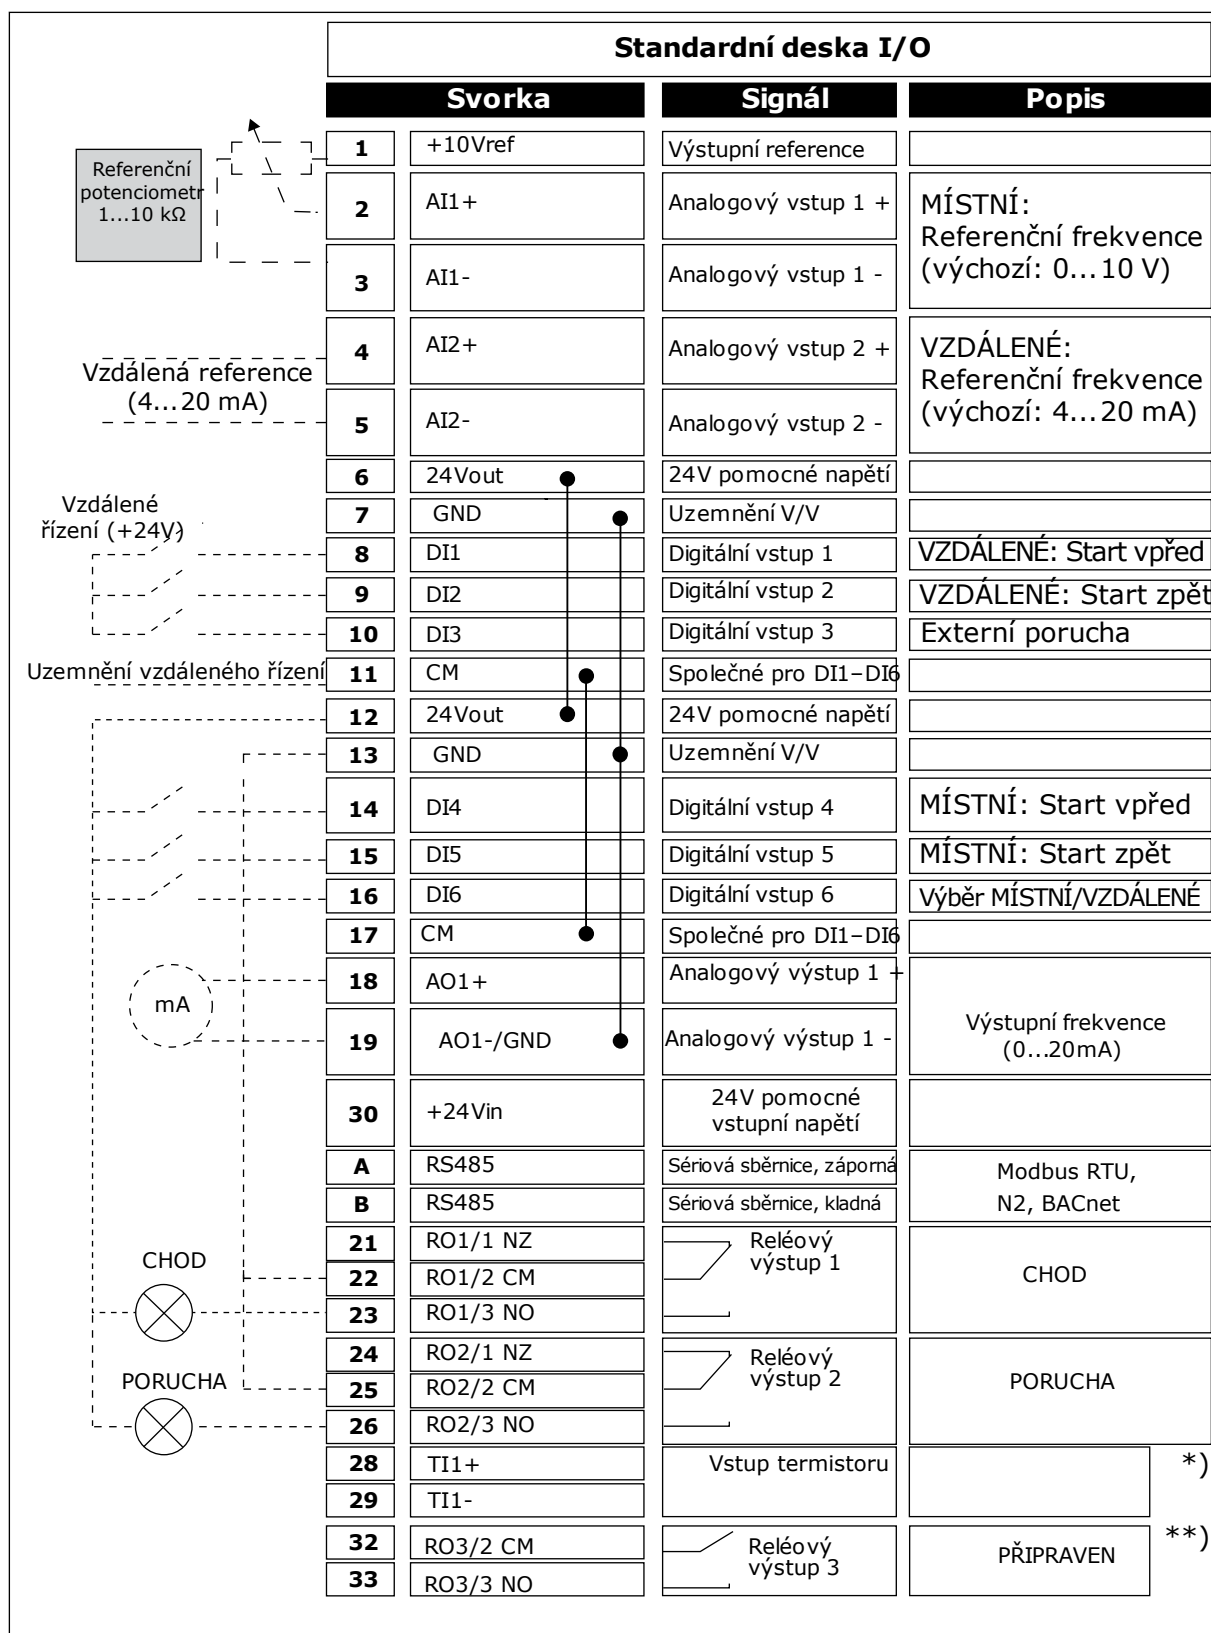 Standardní deska I/O
Svorka Signál Popis
Referenční
potenciometr
1...10 kΩ
1 +10Vref Výstupní reference
2 AI1+ Analogový vstup 1 +
3 AI1- Analogový vstup 1 -
MÍSTNÍ:
Referenční frekvence
(výchozí: 0...10 V)
Vzdálená reference
(4...20 mA)
4 AI2+ Analogový vstup 2 +
5 AI2- Analogový vstup 2 -
VZDÁLENÉ:
Referenční frekvence
(výchozí: 4...20 mA)
6 24Vout 24V pomocné napětí
7 GND Uzemnění V/V
Vzdálené
řízení (+24V)
8 DI1 Digitální vstup 1 VZDÁLENÉ: Start vpřed
9 DI2 Digitální vstup 2 VZDÁLENÉ: Start zpět
10 DI3 Digitální vstup 3 Externí porucha
Uzemnění vzdáleného řízení 11 CM Společné pro DI1–DI6
12 24Vout 24V pomocné napětí
13 GND Uzemnění V/V
14 DI4 Digitální vstup 4 MÍSTNÍ: Start vpřed
15 DI5 Digitální vstup 5 MÍSTNÍ: Start zpět
16 DI6 Digitální vstup 6 Výběr MÍSTNÍ/VZDÁLENÉ
17 CM Společné pro DI1–DI6
mA
18 AO1+ Analogový výstup 1 +
19 AO1-/GND Analogový výstup 1 -
Výstupní frekvence
(0...20mA)
30 +24Vin 24V pomocné
vstupní napětí
A RS485 Sériová sběrnice, záporná
B RS485 Sériová sběrnice, kladná
Modbus RTU,
N2, BACnet
CHOD
21 RO1/1 NZ
22 RO1/2 CM
23 RO1/3 NO
Reléový
výstup 1
CHOD
PORUCHA
24 RO2/1 NZ
25 RO2/2 CM
26 RO2/3 NO
Reléový
výstup 2
PORUCHA
28 TI1+ Vstup termistoru *)
29 TI1-
32 RO3/2 CM
33 RO3/3 NO
Reléový
výstup 3
PŘIPRAVEN **)